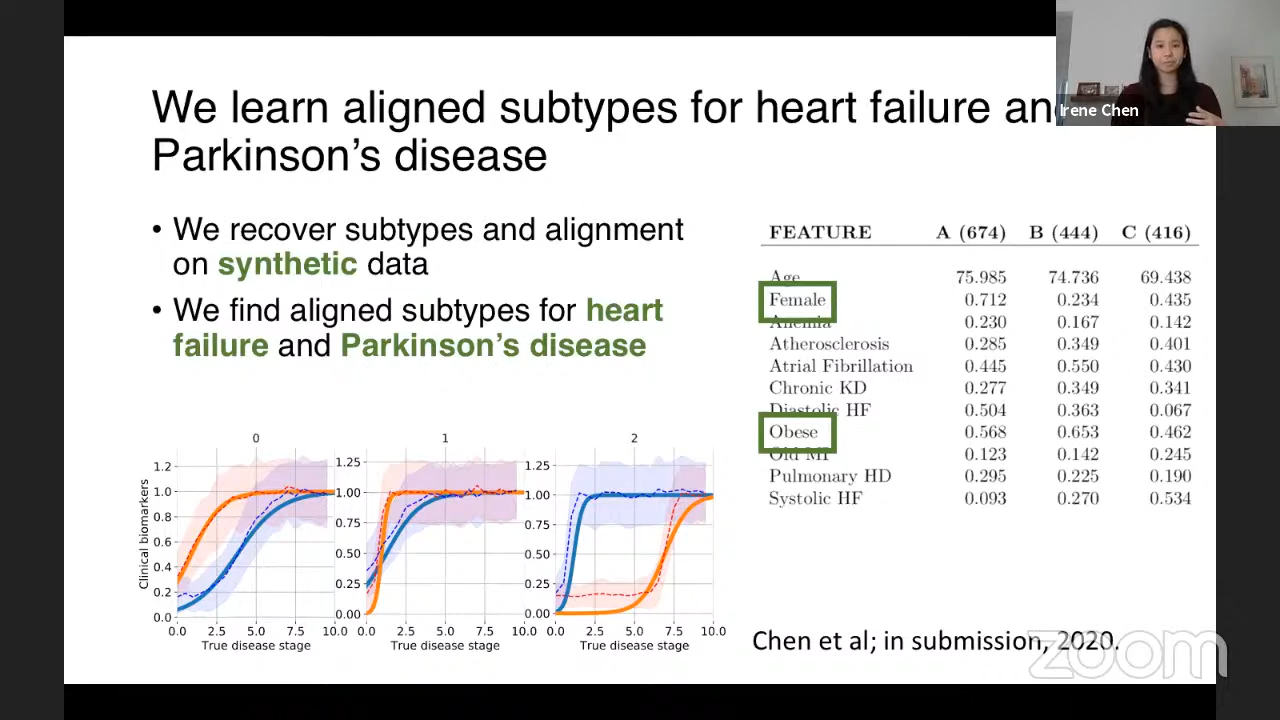 We learn aligned subtypes for heart failure an
Parkinson's disease
Irene Chen
• We recover subtypes and alignment
on synthetic data
• We find aligned subtypes for heart
failure and Parkinson's disease
FEATURE A (674) B (444) C (416)
Age 75.985 74.736 69.438
Female 0.712 0.234 0.435
Anemia 0.230 0.167 0.142
Atherosclerosis 0.285 0.349 0.401
Atrial Fibrillation 0.445 0.550 0.430
Chronic KD 0.277 0.349 0.341
Diastolic HF 0.504 0.363 0.067
Obese 0.568 0.653 0.462
Old MI 0.123 0.142 0.245
Pulmonary HD 0.295 0.225 0.190
Systolic HF 0.093 0.270 0.534
0
Clinical biomarkers
1.2
1.0
0.8
0.6
0.4
0.2
0.0
0.0 2.5 5.0 7.5 10.0
True disease stage
1
1.25
1.00
0.75
0.50
0.25
0.00
0.0 2.5 5.0 7.5 10.0
True disease stage
2
1.25
1.00
0.75
0.50
0.25
0.00
0.0 2.5 5.0 7.5 10.0
True disease stage
Chen et al; in submission, 2020.
zoom